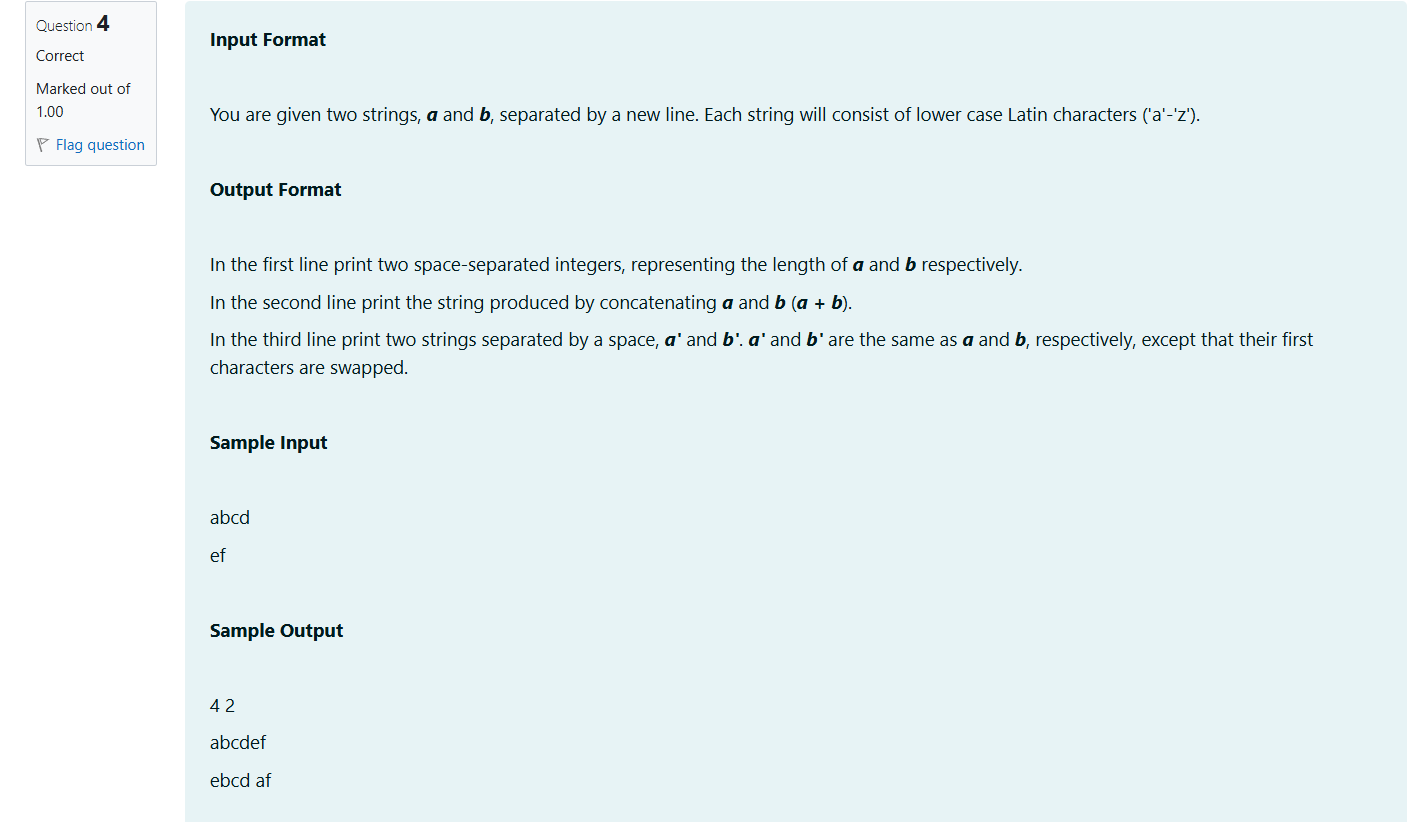 Question 4
Correct
Marked out of
1.00
Flag question
Input Format
You are given two strings, a and b, separated by a new line. Each string will consist of lower case Latin characters ('a'-'z').
Output Format
In the first line print two space-separated integers, representing the length of a and b respectively.
In the second line print the string produced by concatenating a and b (a + b).
In the third line print two strings separated by a space, a' and b'. a' and b' are the same as a and b, respectively, except that their first
characters are swapped.
Sample Input
abcd
ef
Sample Output
4 2
abcdef
ebcd af